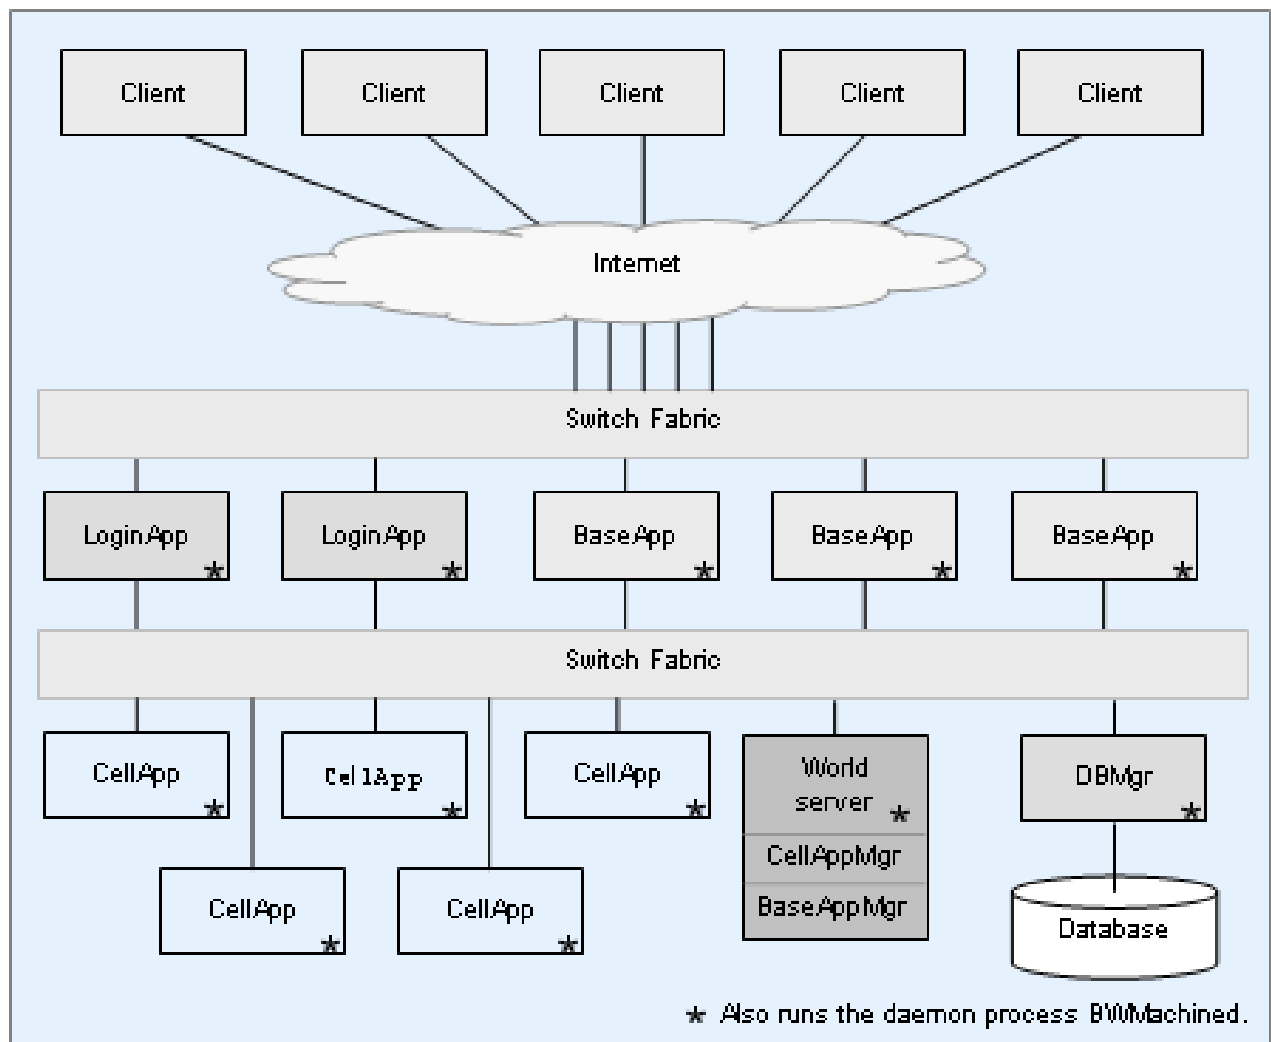 Client
Client
Client
Client
Client
Internet
Switch Fabric
LoginApp
LoginApp
BaseApp
BaseApp
BaseApp
Switch Fabric
CellApp
CellApp
CellApp
World
server
DBMgr
CellAppMgr
CellApp
CellApp
BaseAppMgr
Database
* Also runs the daemon process BWMachined.